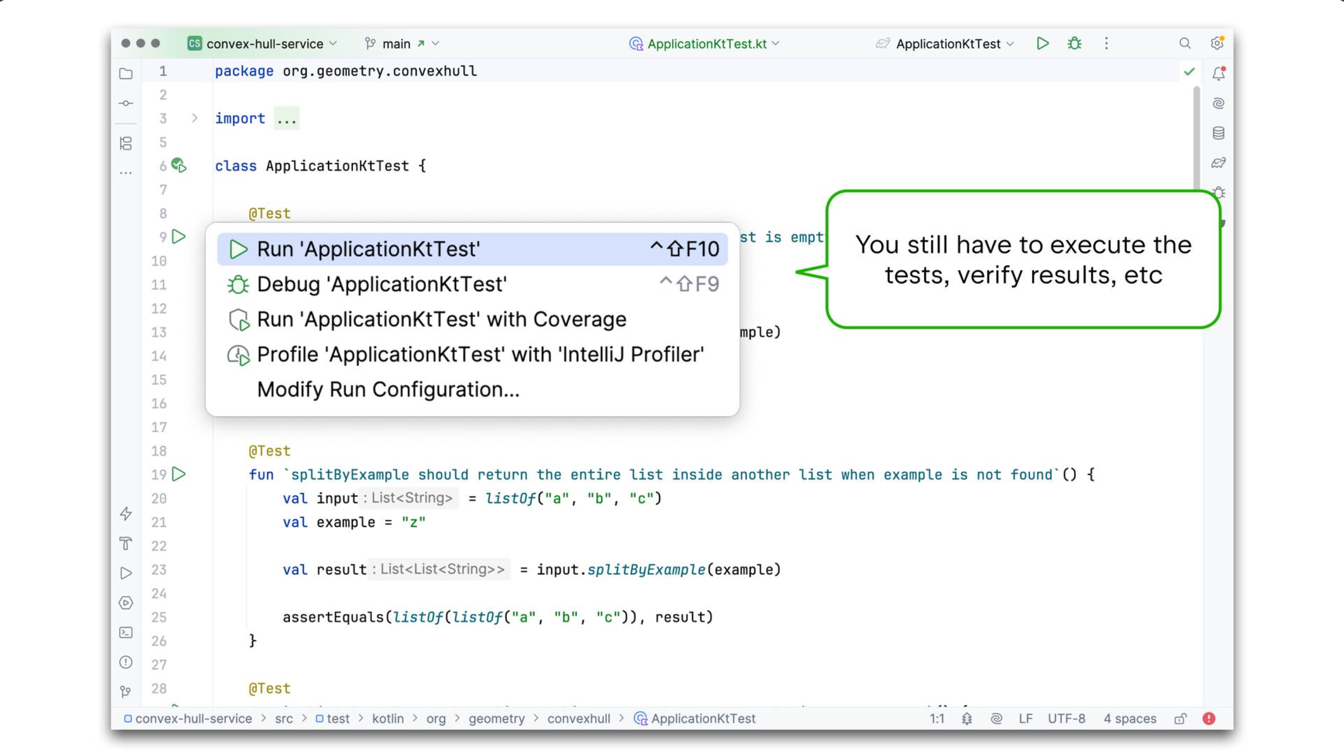 CS convex-hull-service main ApplicationKtTest.kt ApplicationKtTest
1 package org.geometry.convexhull
2
3 import ...
5
6 class ApplicationKtTest {
7
8 @Test
9 st is empt
10
11
12
13 mple)
14
15
16
17
Run 'ApplicationKtTest' ^⇧F10
Debug 'ApplicationKtTest' ^⇧F9
Run 'ApplicationKtTest' with Coverage
Profile 'ApplicationKtTest' with 'IntelliJ Profiler'
Modify Run Configuration...
You still have to execute the
tests, verify results, etc
18 @Test
19 fun `splitByExample should return the entire list inside another list when example is not found`() {
20 val input : List<String> = listOf("a", "b", "c")
21 val example = "z"
22
23 val result : List<List<String>> = input.splitByExample(example)
24
25 assertEquals(listOf(listOf("a", "b", "c")), result)
26 }
27
28 @Test
convex-hull-service > src > test > kotlin > org > geometry > convexhull > ApplicationKtTest 1:1 LF UTF-8 4 spaces